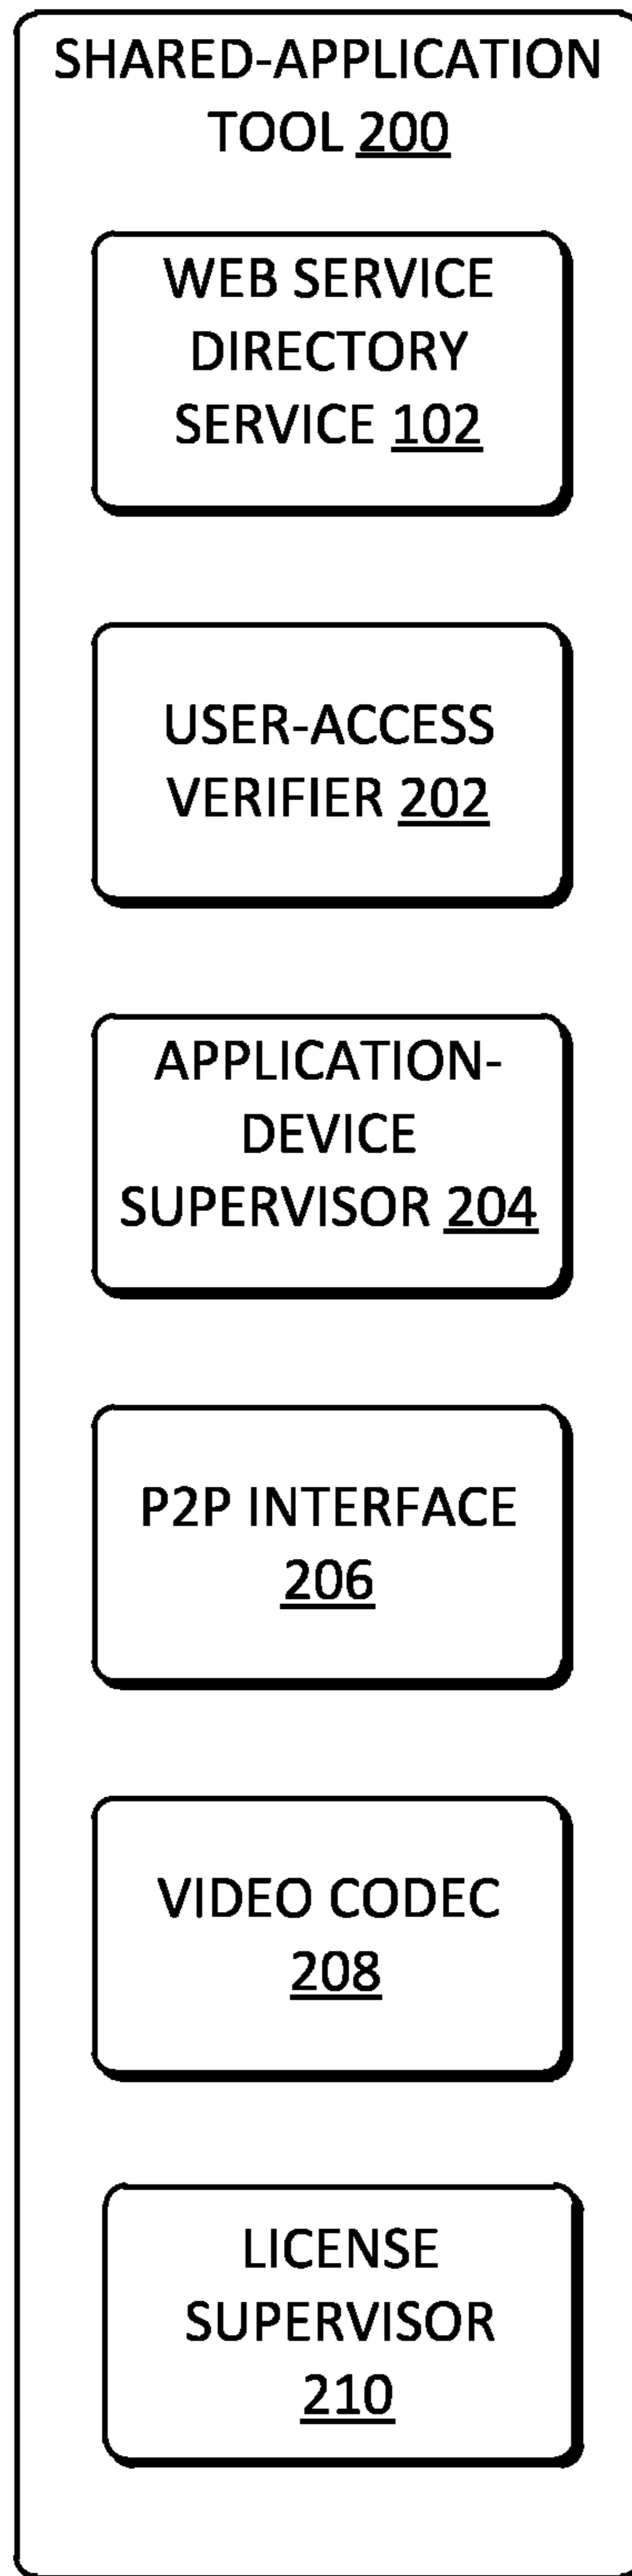 SHARED-APPLICATION
TOOL 200
WEB SERVICE
DIRECTORY
SERVICE 102
USER-ACCESS
VERIFIER 202
APPLICATION-
DEVICE
SUPERVISOR 204
P2P INTERFACE
206
VIDEO CODEC
208
LICENSE
SUPERVISOR
210